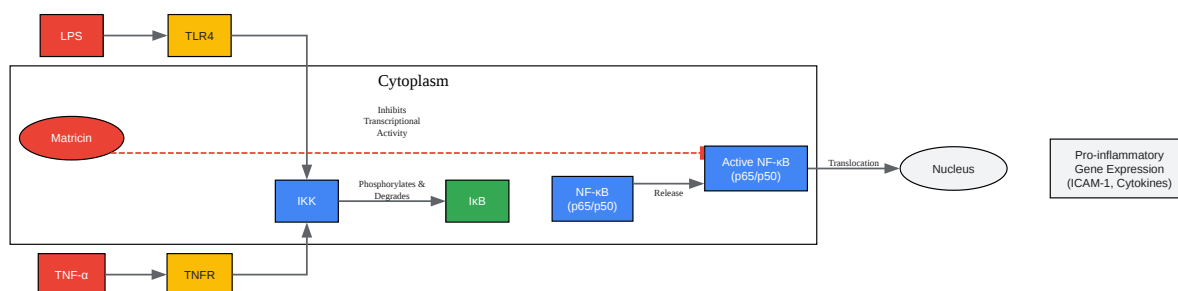 LPS
TLR4
Cytoplasm
Inhibits
Transcriptional
Activity
Matricin
IKK
Phosphorylates &
Degrades
IκB
NF-κB
(p65/p50)
Release
Active NF-κB
(p65/p50)
Translocation
Nucleus
Pro-inflammatory
Gene Expression
(ICAM-1, Cytokines)
TNF-α
TNFR